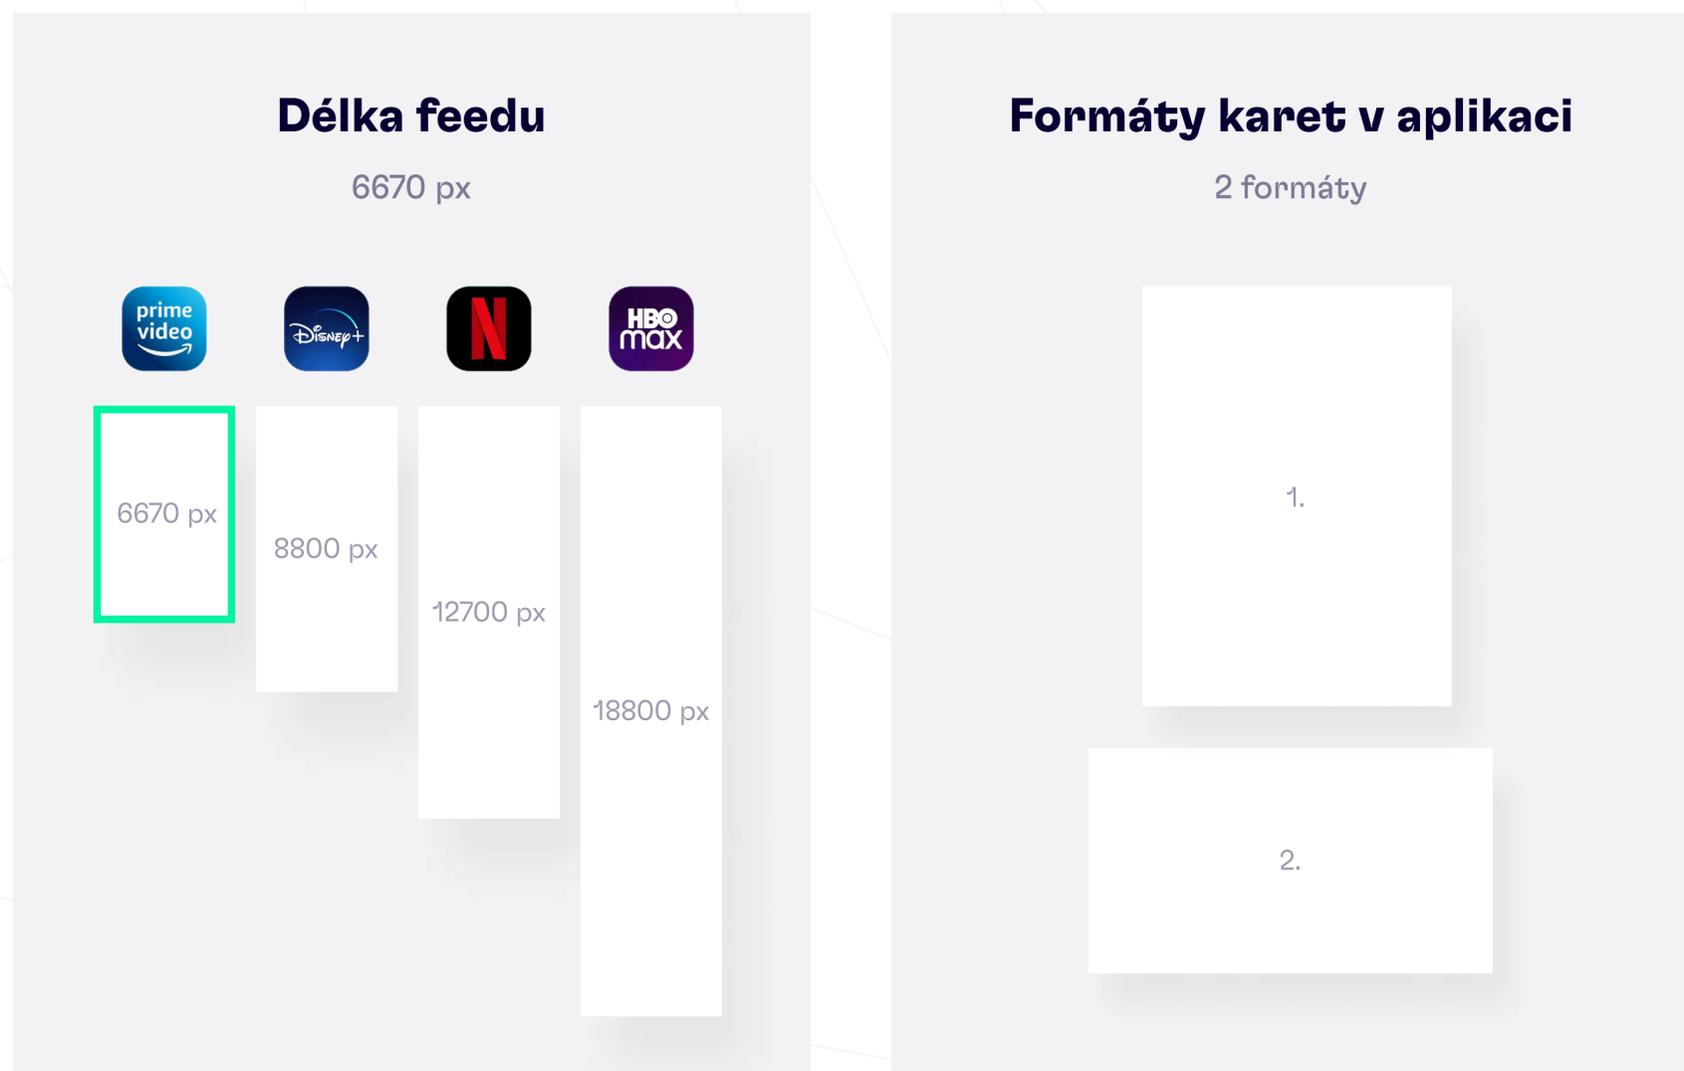 Délka feedu
6670 px
prime
video
Disney+
N
HBO
max
6670 px
8800 px
12700 px
18800 px
Formáty karet v aplikaci
2 formáty
1.
2.